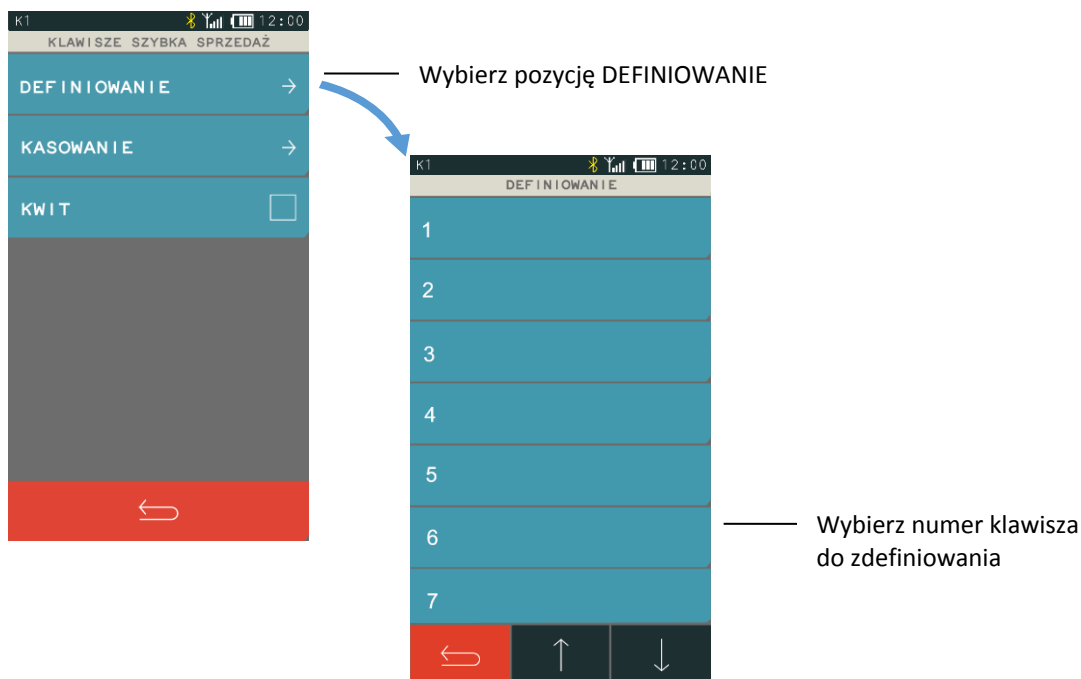 K1 12:00
KLAWISZE SZYBKA SPRZEDAŻ
DEFINIOWANIE →
KASOWANIE →
KWIT
Wybierz pozycję DEFINIOWANIE
K1 12:00
DEFINIOWANIE
1
2
3
4
5
6
7
Wybierz numer klawisza
do zdefiniowania